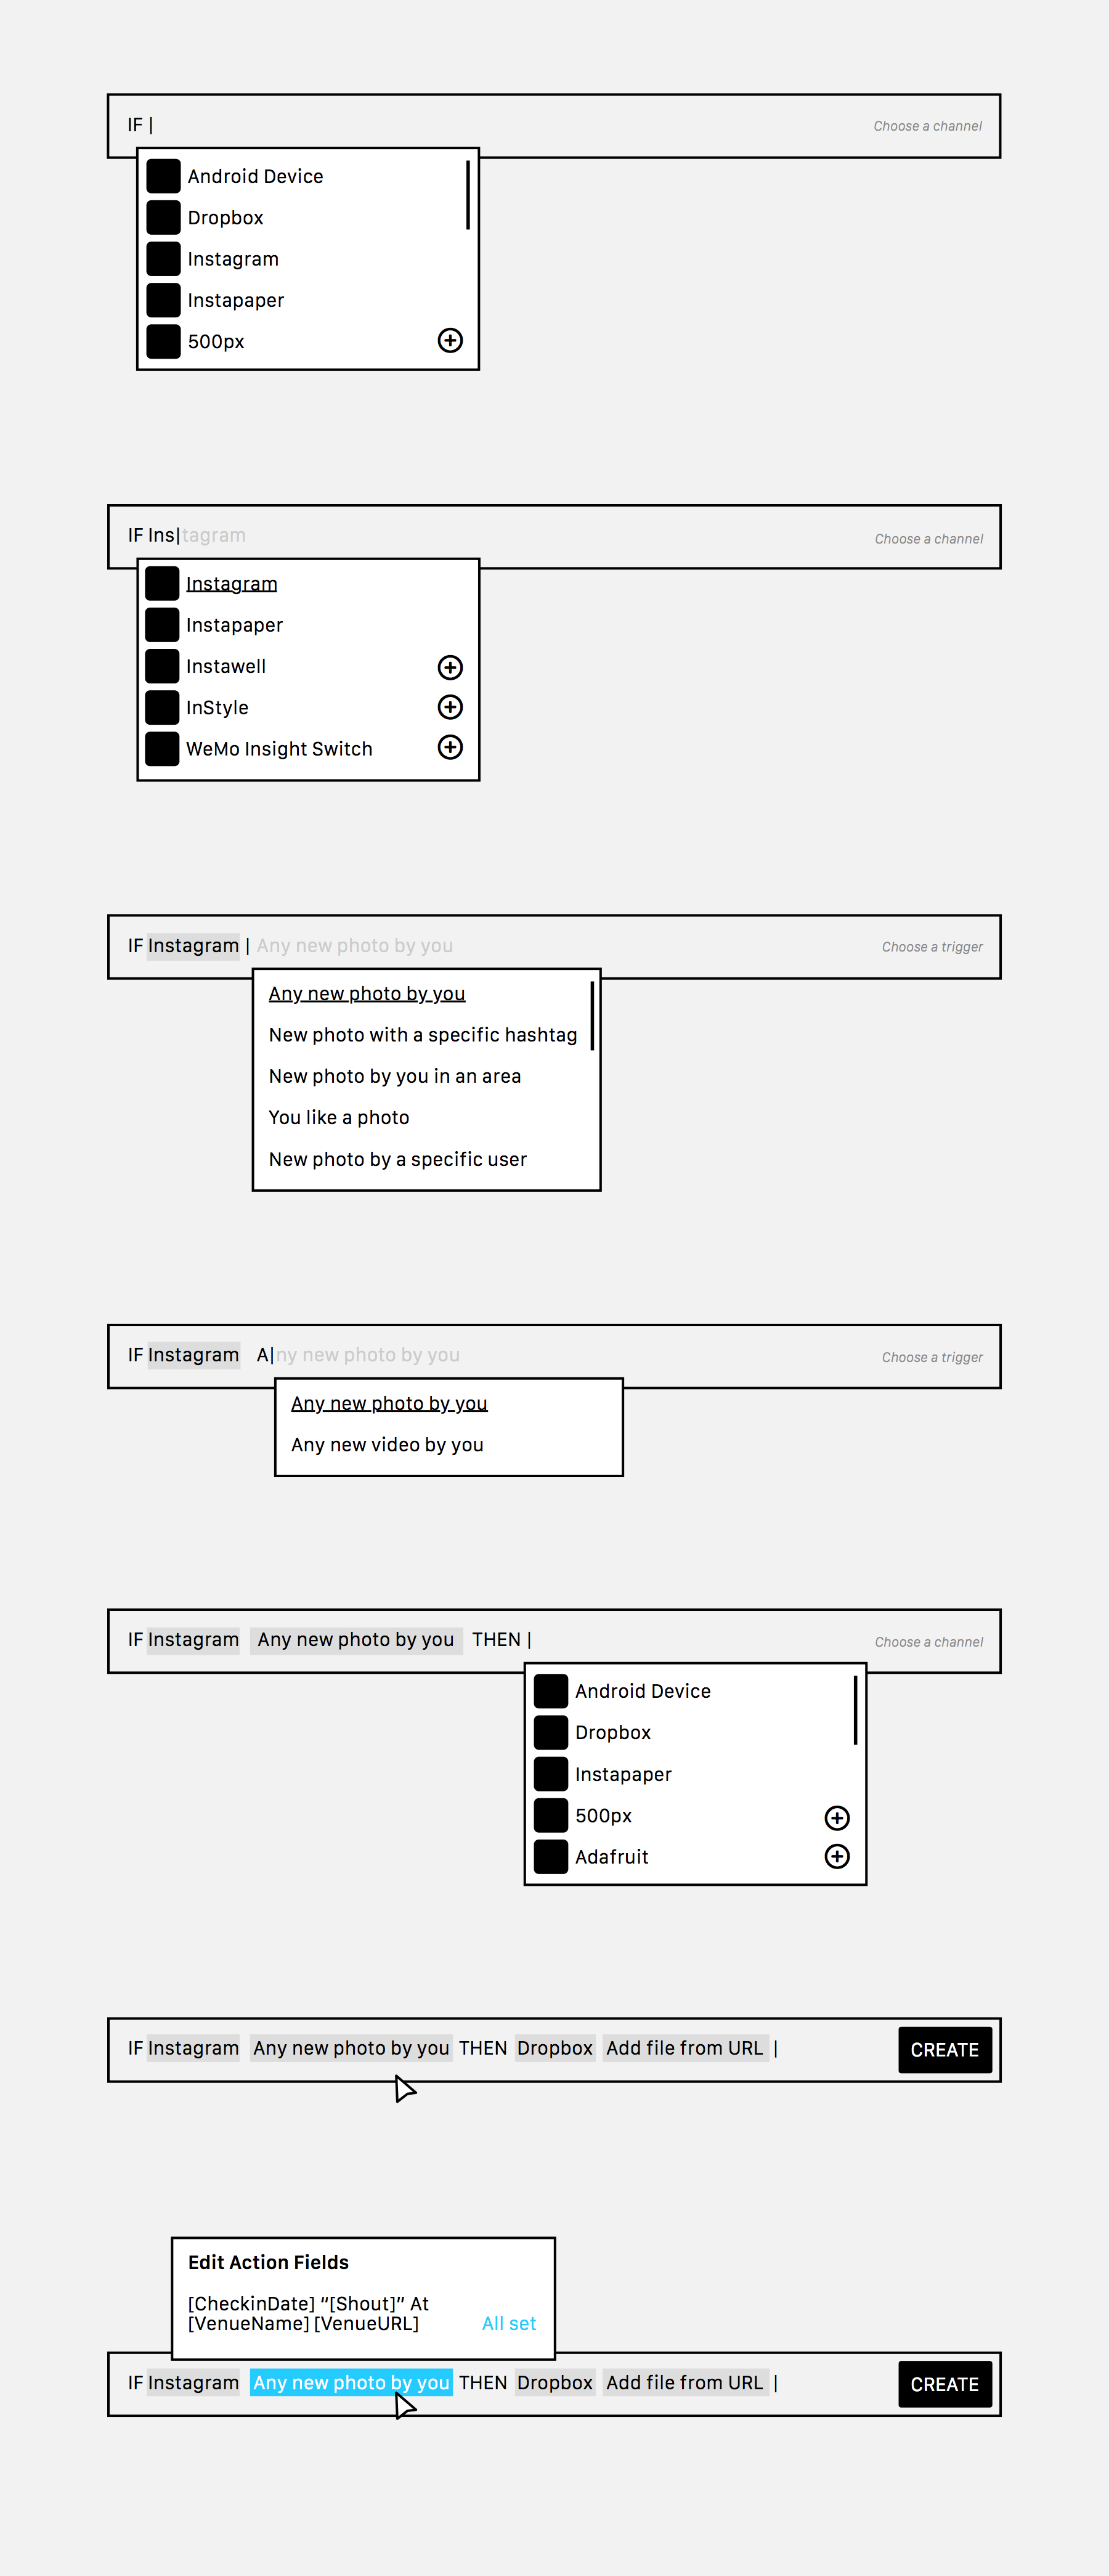 IF | Choose a channel
Android Device
Dropbox
Instagram
Instapaper
500px
IF Ins|tagram Choose a channel
Instagram
Instapaper
Instawell
InStyle
WeMo Insight Switch
IF Instagram | Any new photo by you Choose a trigger
Any new photo by you
New photo with a specific hashtag
New photo by you in an area
You like a photo
New photo by a specific user
IF Instagram A|ny new photo by you Choose a trigger
Any new photo by you
Any new video by you
IF Instagram Any new photo by you THEN | Choose a channel
Android Device
Dropbox
Instapaper
500px
Adafruit
IF Instagram Any new photo by you THEN Dropbox Add file from URL | CREATE
Edit Action Fields
[CheckinDate] “[Shout]” At
[VenueName] [VenueURL] All set
IF Instagram Any new photo by you THEN Dropbox Add file from URL | CREATE